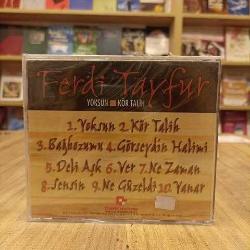 Ferdi Tayfur
YOKSUN KÖR TALİH
1.Yoksun 2.Kör Talih
3.Bağbozumu 4.Görseydin Halimi
5.Deli Aşk 6.Ver 7.Ne Zaman
8.Sensin 9.Ne Güzeldi 10.Yanar